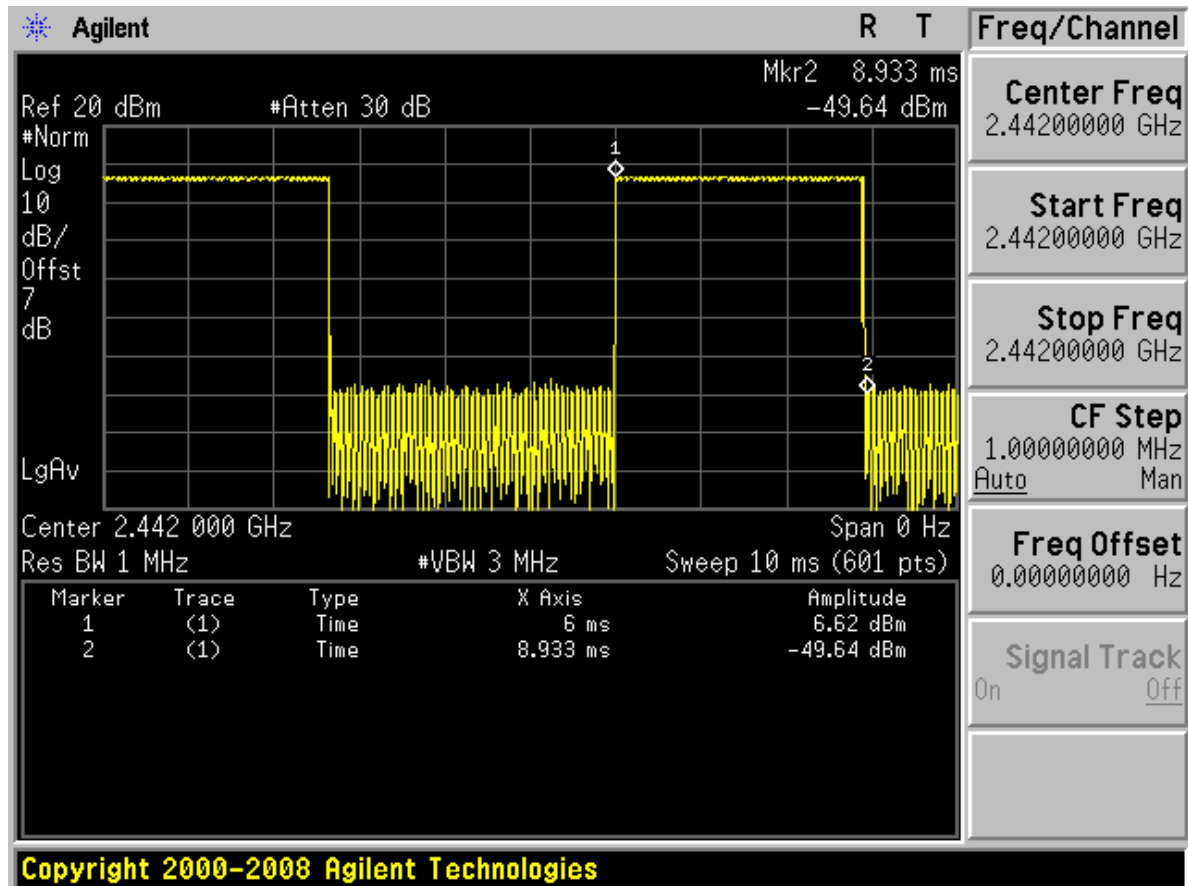 Agilent R T
Freq/Channel
Mkr2 8.933 ms
Ref 20 dBm #Atten 30 dB -49.64 dBm
#Norm
Log
10
dB/
Offst
7
dB
LgAv
1
2
Center 2.442 000 GHz Span 0 Hz
Res BW 1 MHz #VBW 3 MHz Sweep 10 ms (601 pts)
Marker Trace Type X Axis Amplitude
1 (1) Time 6 ms 6.62 dBm
2 (1) Time 8.933 ms -49.64 dBm
Center Freq
2.44200000 GHz
Start Freq
2.44200000 GHz
Stop Freq
2.44200000 GHz
CF Step
1.00000000 MHz
Auto Man
Freq Offset
0.00000000 Hz
Signal Track
On Off
Copyright 2000-2008 Agilent Technologies